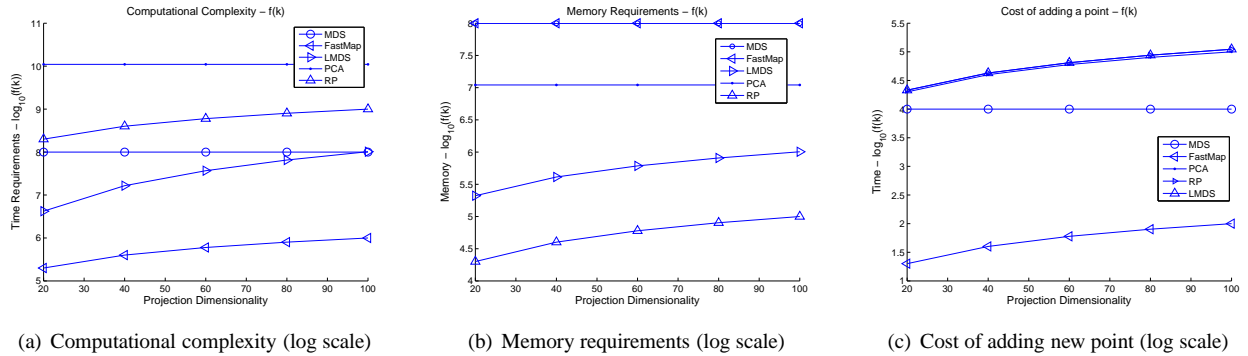 Computational Complexity – f(k)
11
10
9
8
7
6
5
20 30 40 50 60 70 80 90 100
Time Requirements – log10(f(k))
Projection Dimensionality
MDS
FastMap
LMDS
PCA
RP
(a) Computational complexity (log scale)
Memory Requirements – f(k)
8
7.5
7
6.5
6
5.5
5
4.5
4
20 30 40 50 60 70 80 90 100
Memory – log10(f(k))
Projection Dimensionality
MDS
FastMap
LMDS
PCA
RP
(b) Memory requirements (log scale)
Cost of adding a point – f(k)
5.5
5
4.5
4
3.5
3
2.5
2
1.5
1
20 30 40 50 60 70 80 90 100
Time – log10(f(k))
Projection Dimensionality
MDS
FastMap
PCA
RP
LMDS
(c) Cost of adding new point (log scale)